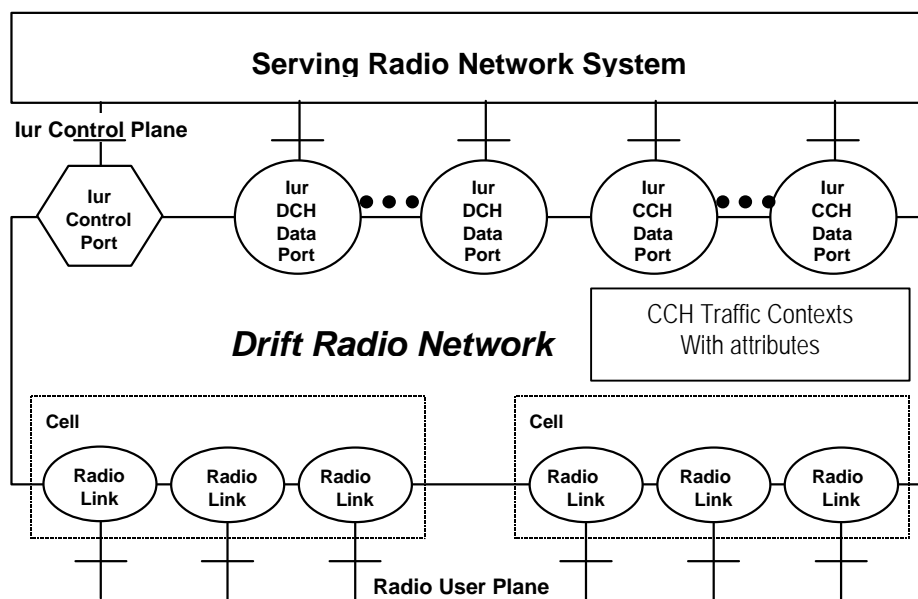 Serving Radio Network System
Iur Control Plane
Iur
Control
Port
Iur
DCH
Data
Port
Iur
DCH
Data
Port
Iur
CCH
Data
Port
Iur
CCH
Data
Port
CCH Traffic Contexts
With attributes
Drift Radio Network
Cell
Radio
Link
Radio
Link
Radio
Link
Cell
Radio
Link
Radio
Link
Radio
Link
Radio User Plane